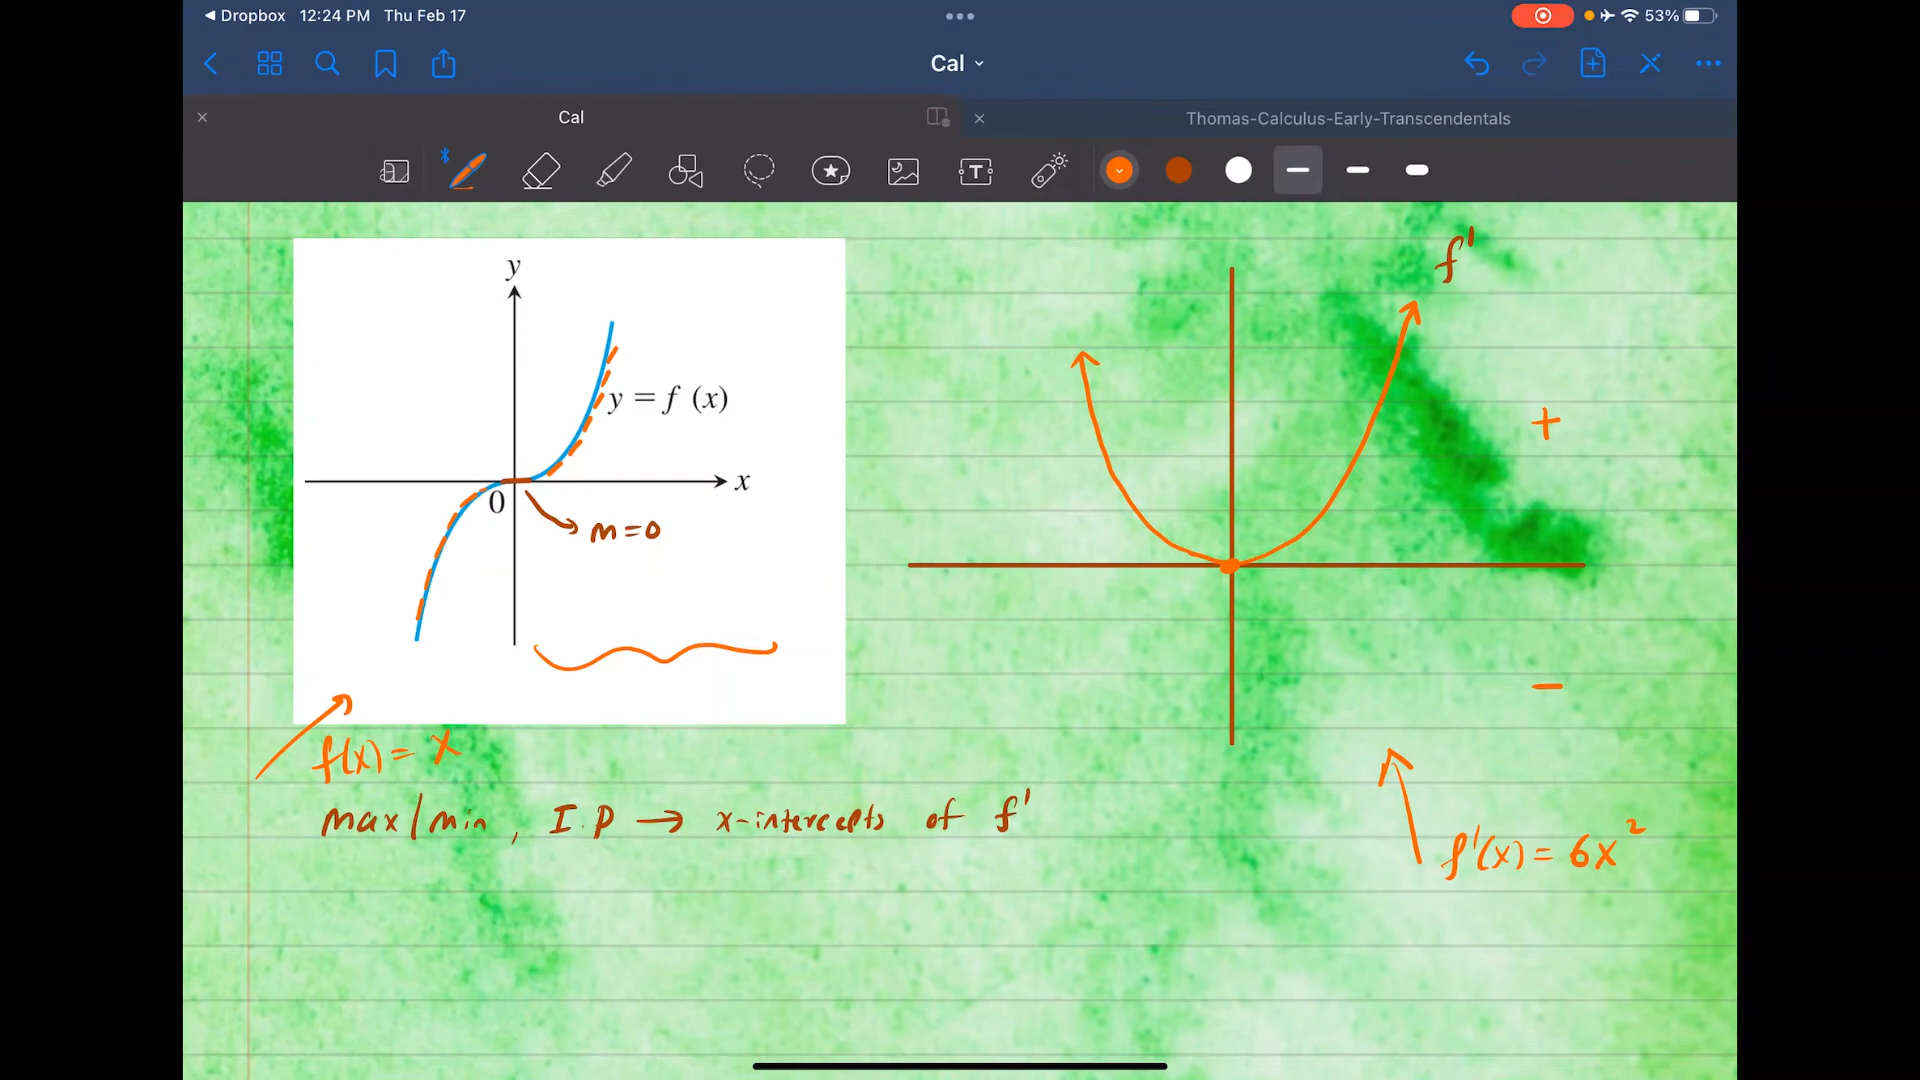 Dropbox 12:24 PM Thu Feb 17
53%
Cal
Cal
Thomas-Calculus-Early-Transcendentals
T
y
y = f (x)
x
0
m=0
f'
+
−
f(x) = x
max/min, I.P → x-intercepts of f'
f'(x) = 6x²